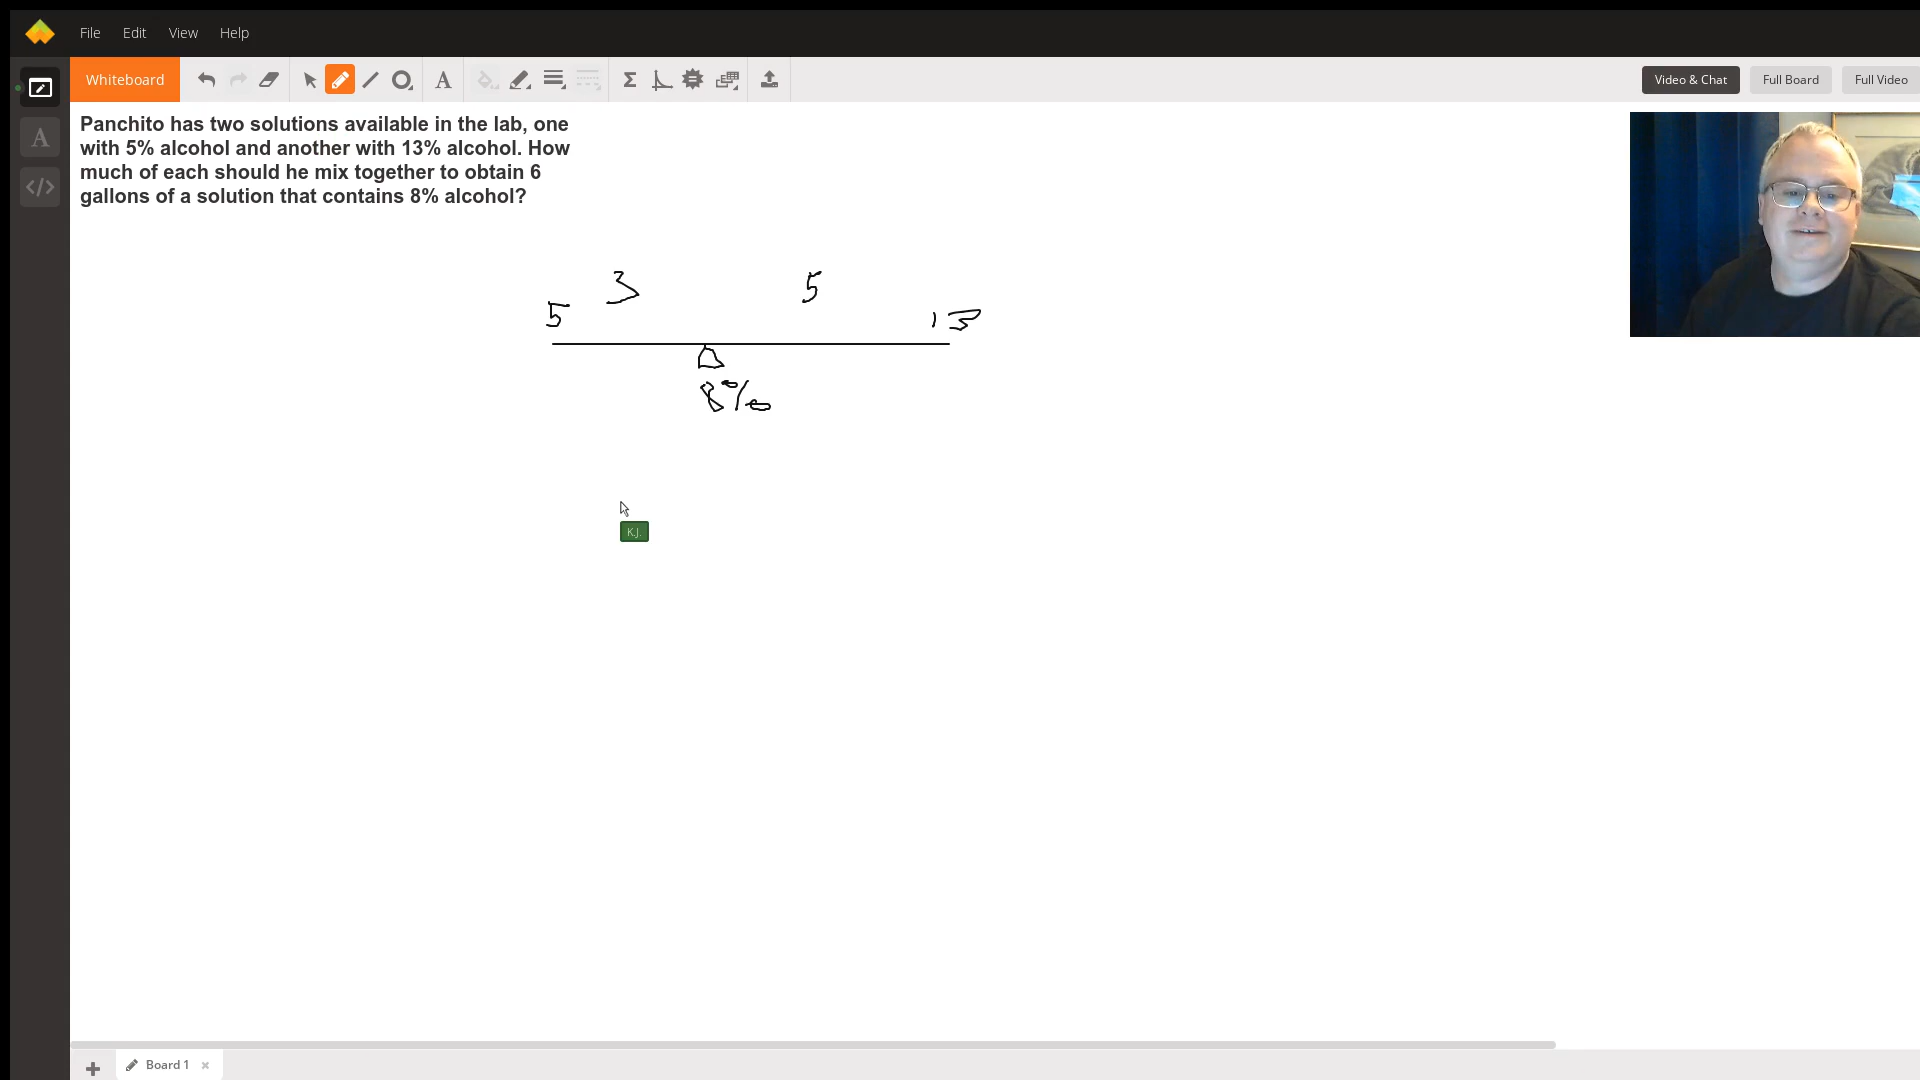 File Edit View Help
Whiteboard A Σ Video & Chat Full Board Full Video
A
</>
Panchito has two solutions available in the lab, one
with 5% alcohol and another with 13% alcohol. How
much of each should he mix together to obtain 6
gallons of a solution that contains 8% alcohol?
3 5
5 13
8%
K.J.
+ Board 1 ×